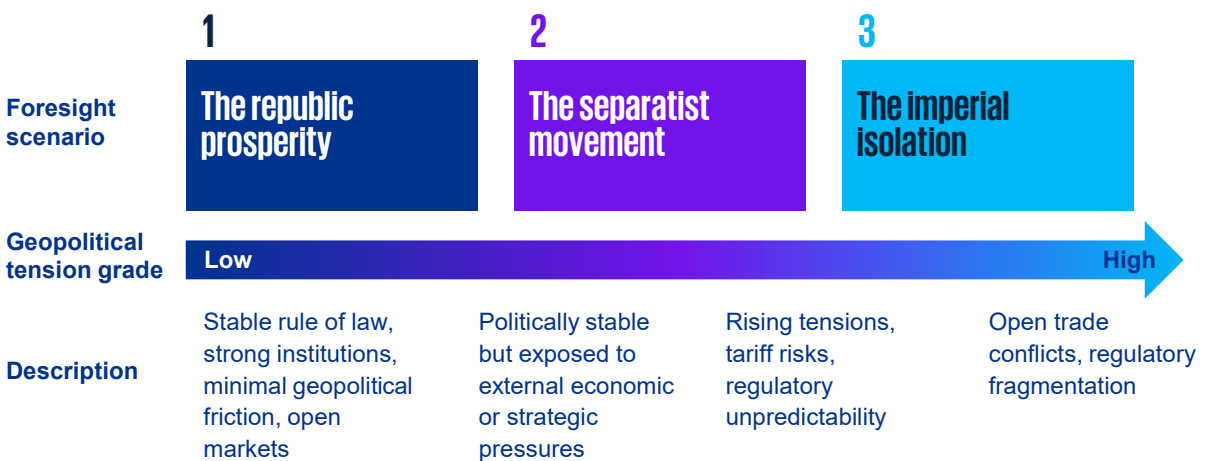 1
2
3
Foresight
scenario
The republic
prosperity
The separatist
movement
The imperial
isolation
Geopolitical
tension grade
Low
High
Description
Stable rule of law,
strong institutions,
minimal geopolitical
friction, open
markets
Politically stable
but exposed to
external economic
or strategic
pressures
Rising tensions,
tariff risks,
regulatory
unpredictability
Open trade
conflicts, regulatory
fragmentation